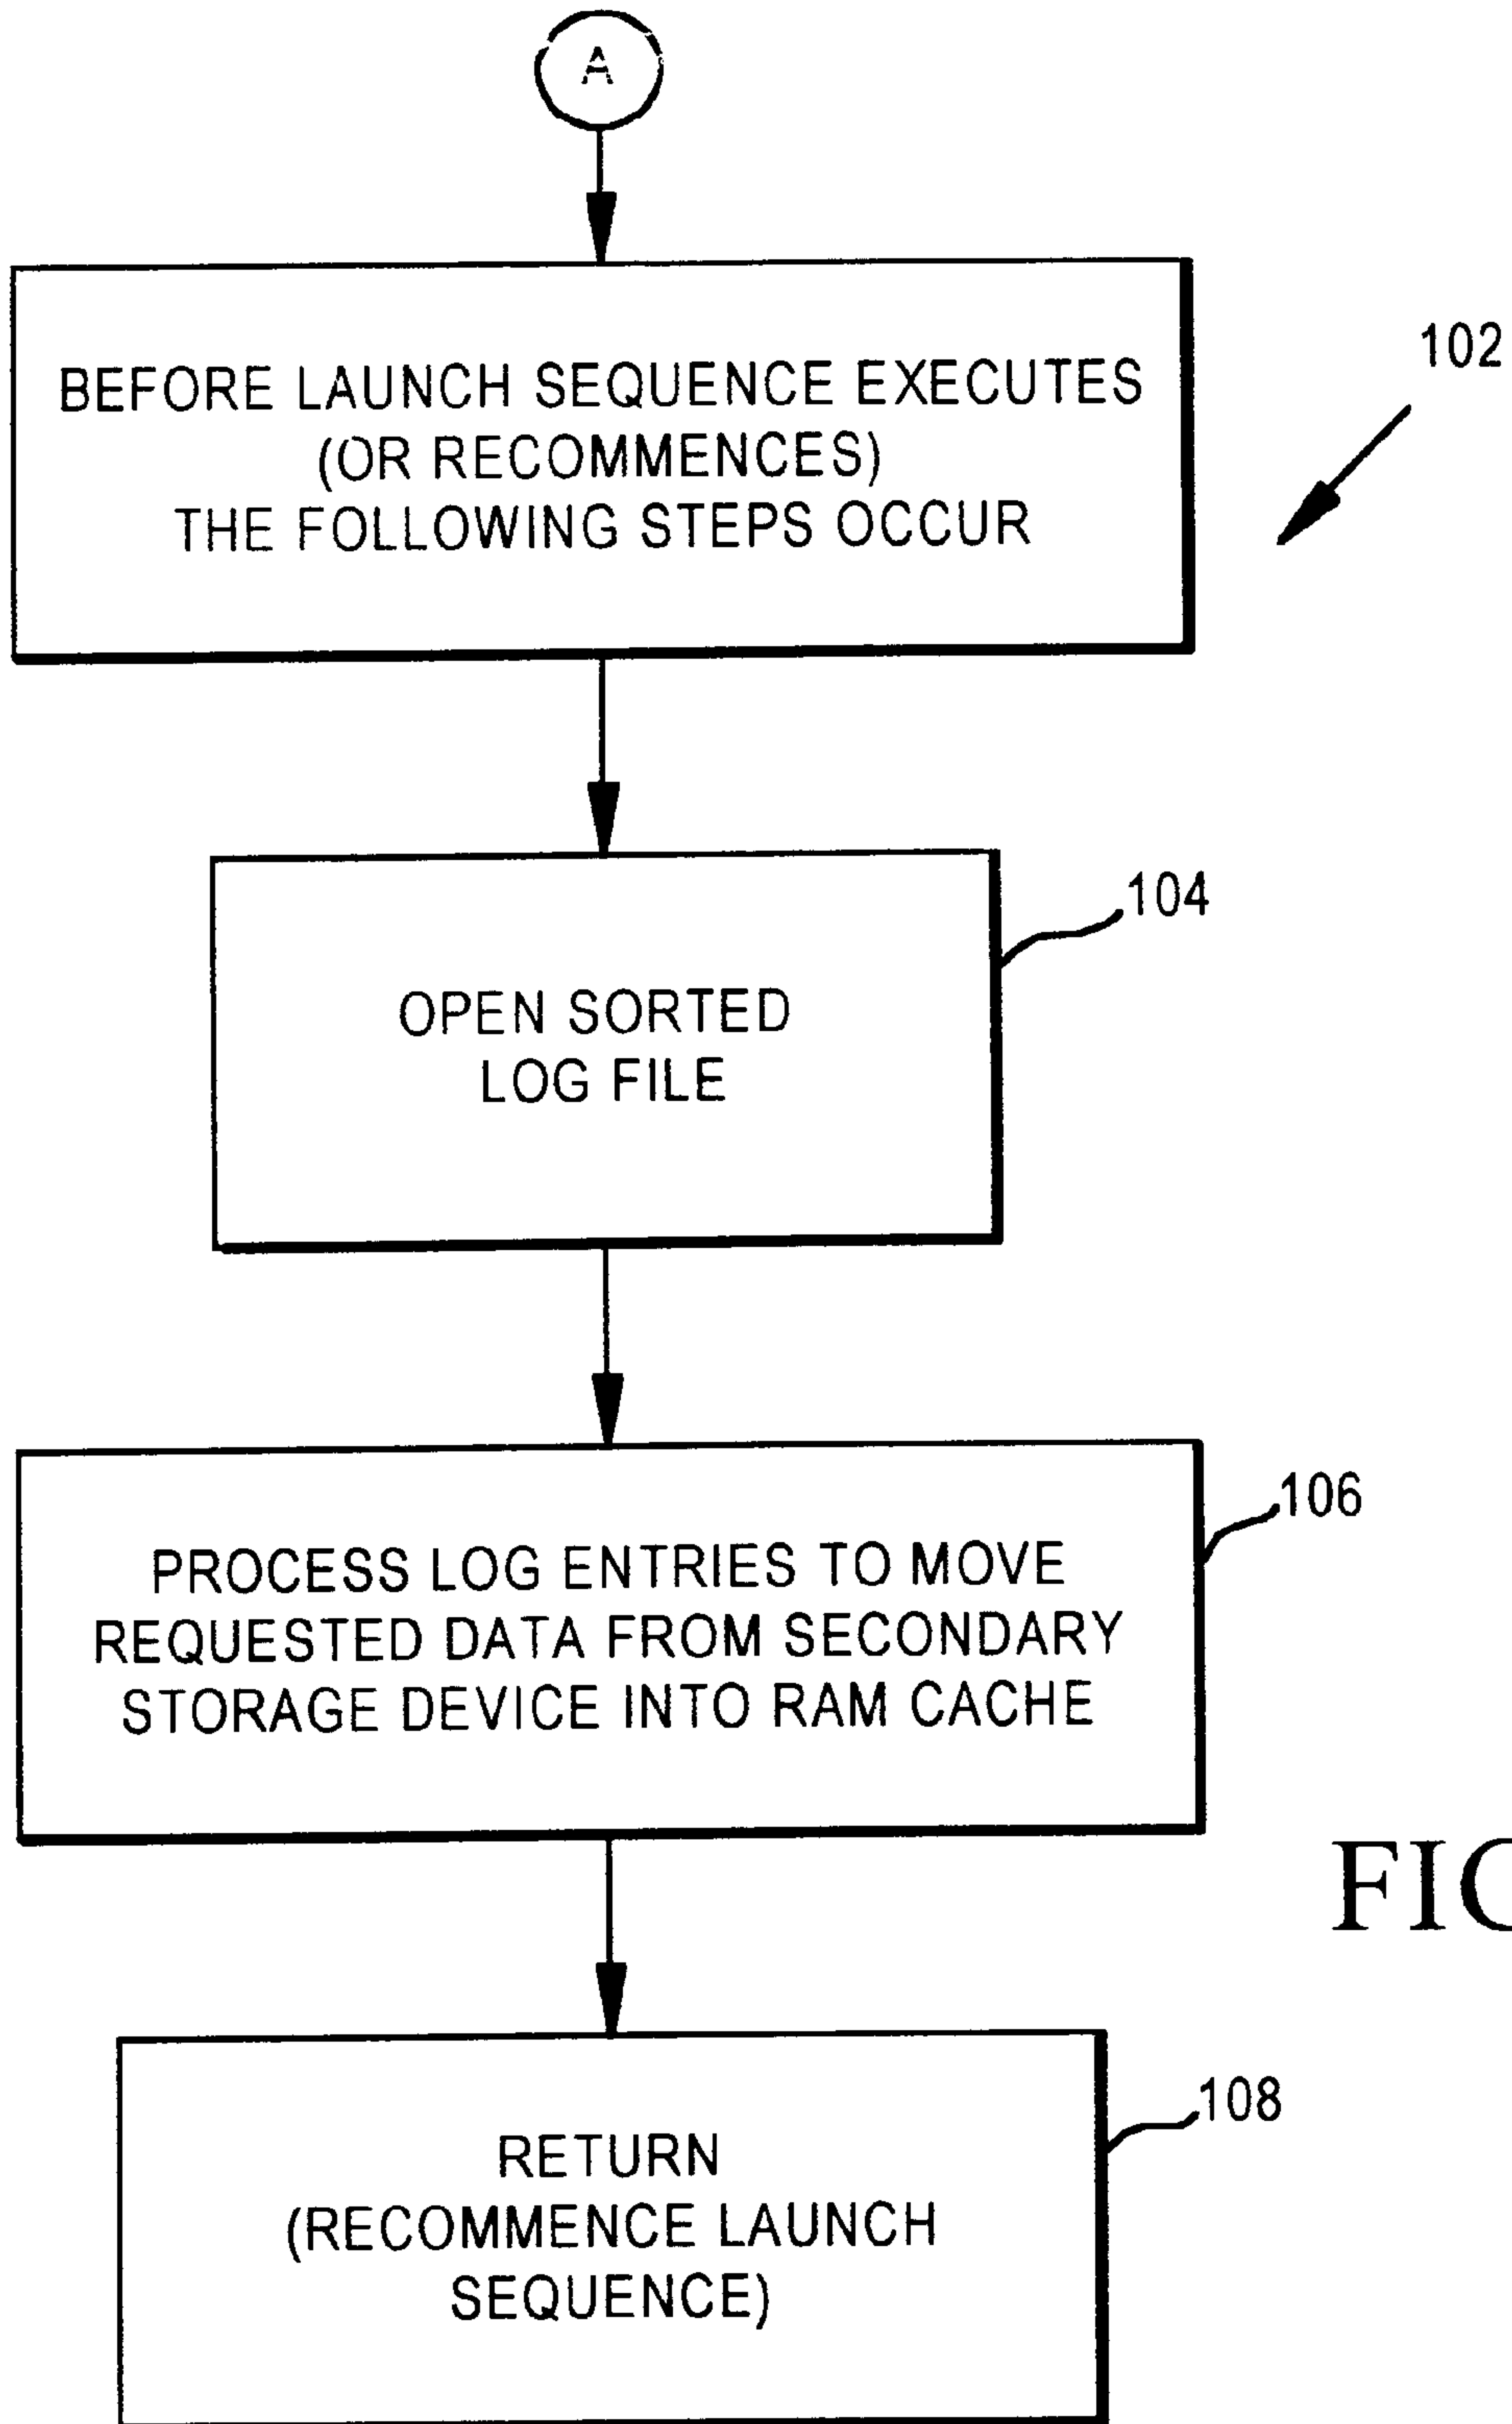 A
BEFORE LAUNCH SEQUENCE EXECUTES
(OR RECOMMENCES)
THE FOLLOWING STEPS OCCUR
102
104
OPEN SORTED
LOG FILE
106
PROCESS LOG ENTRIES TO MOVE
REQUESTED DATA FROM SECONDARY
STORAGE DEVICE INTO RAM CACHE
108
RETURN
(RECOMMENCE LAUNCH
SEQUENCE)